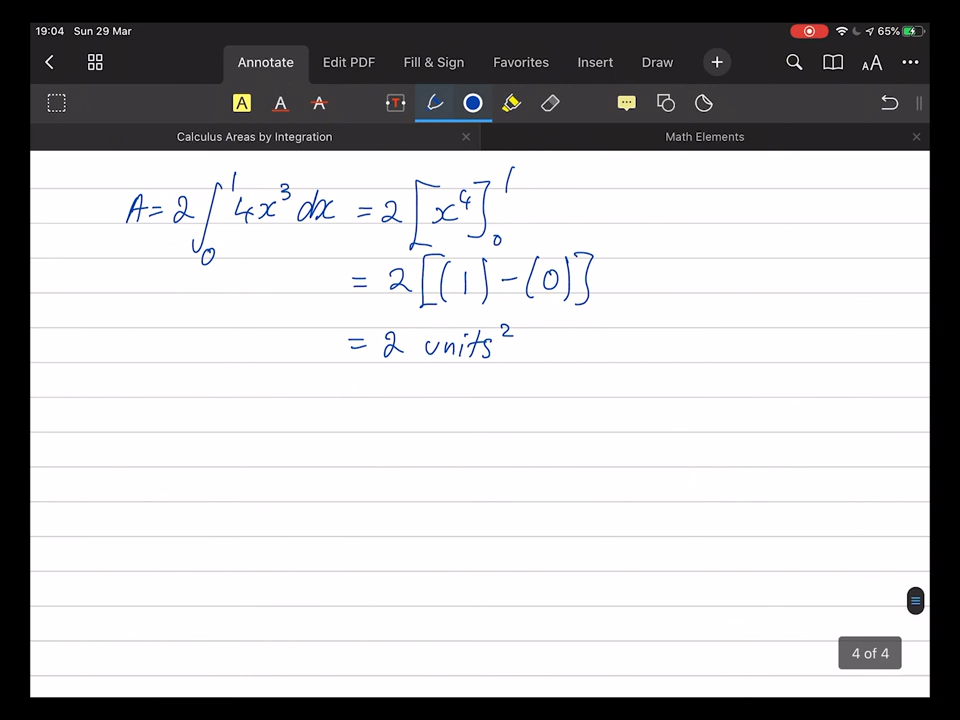 19:04 Sun 29 Mar 65%
Annotate Edit PDF Fill & Sign Favorites Insert Draw + AA
A T A T
Calculus Areas by Integration × Math Elements ×
A = 2 ∫₀¹ 4x³ dx = 2 [x⁴]₀¹
= 2 [(1) - (0)]
= 2 units²
4 of 4